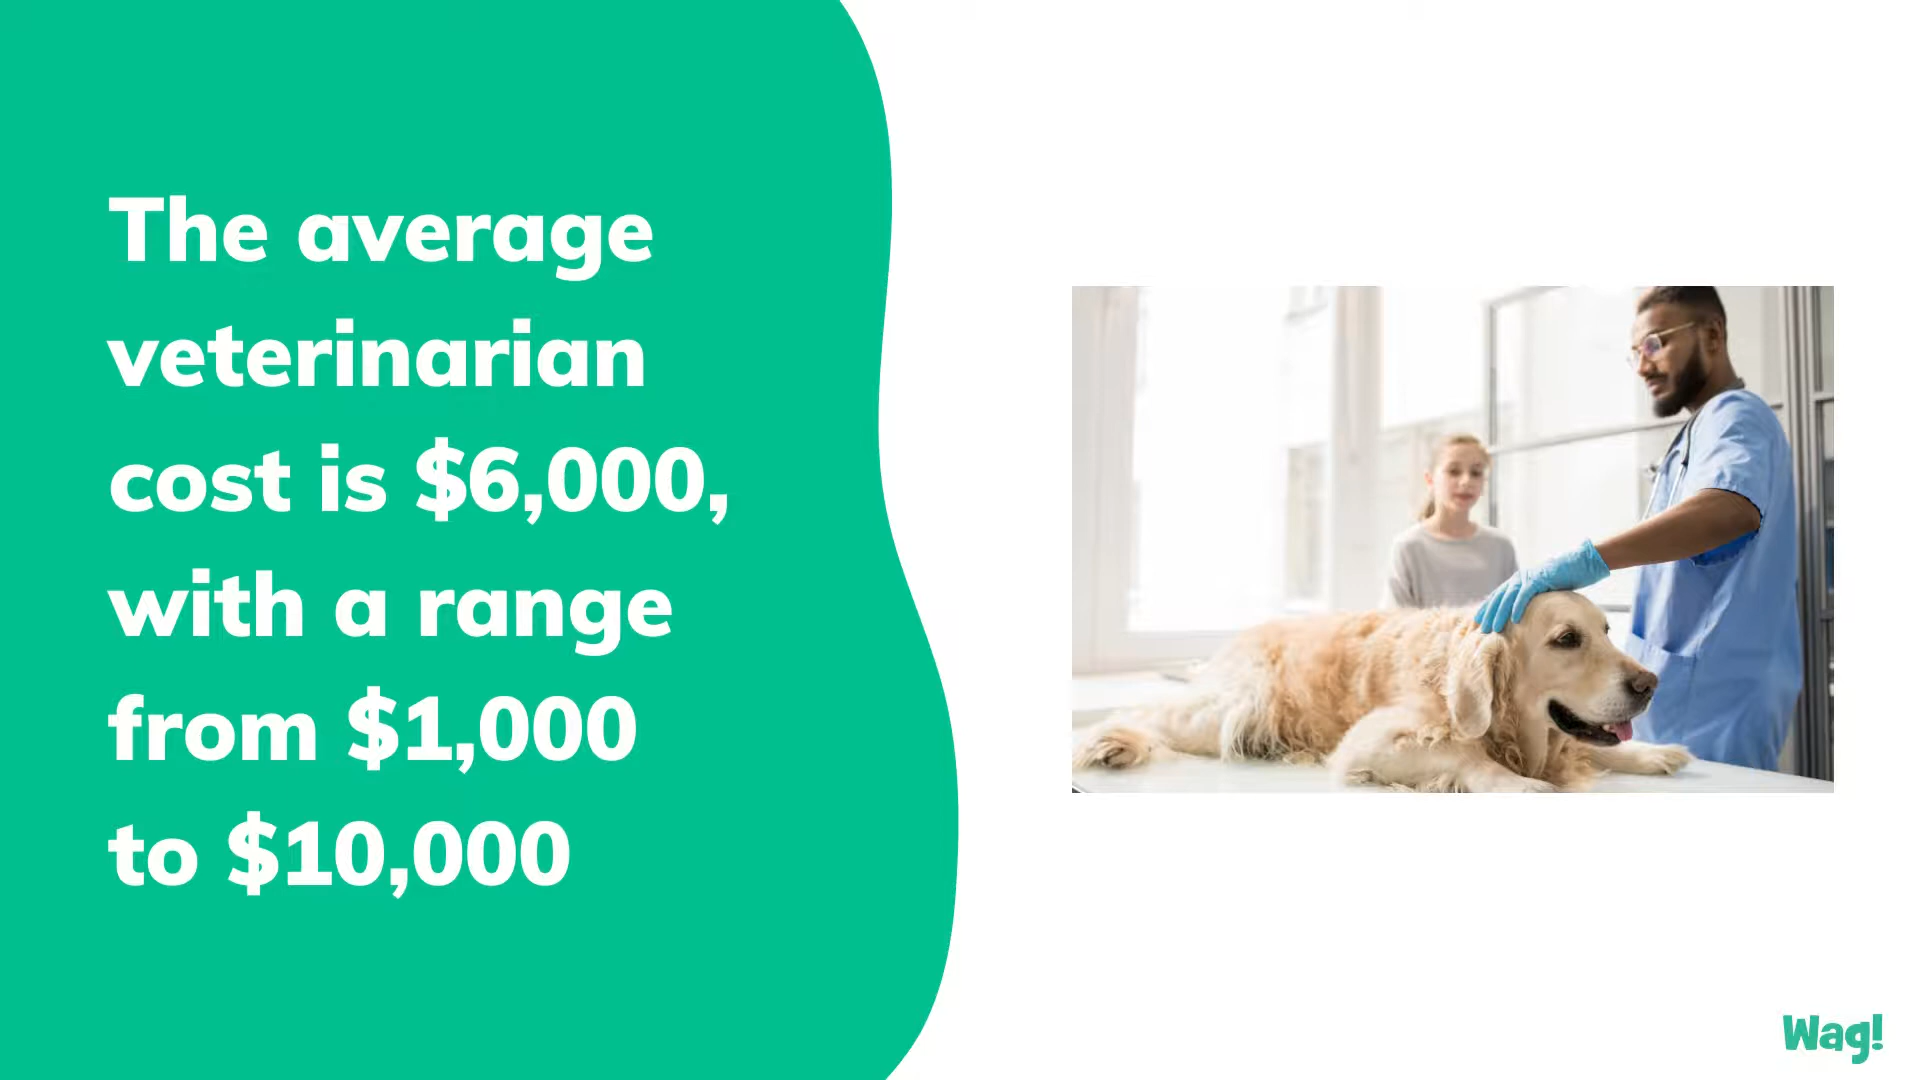 The average
veterinarian
cost is $6,000,
with a range
from $1,000
to $10,000
Wag!